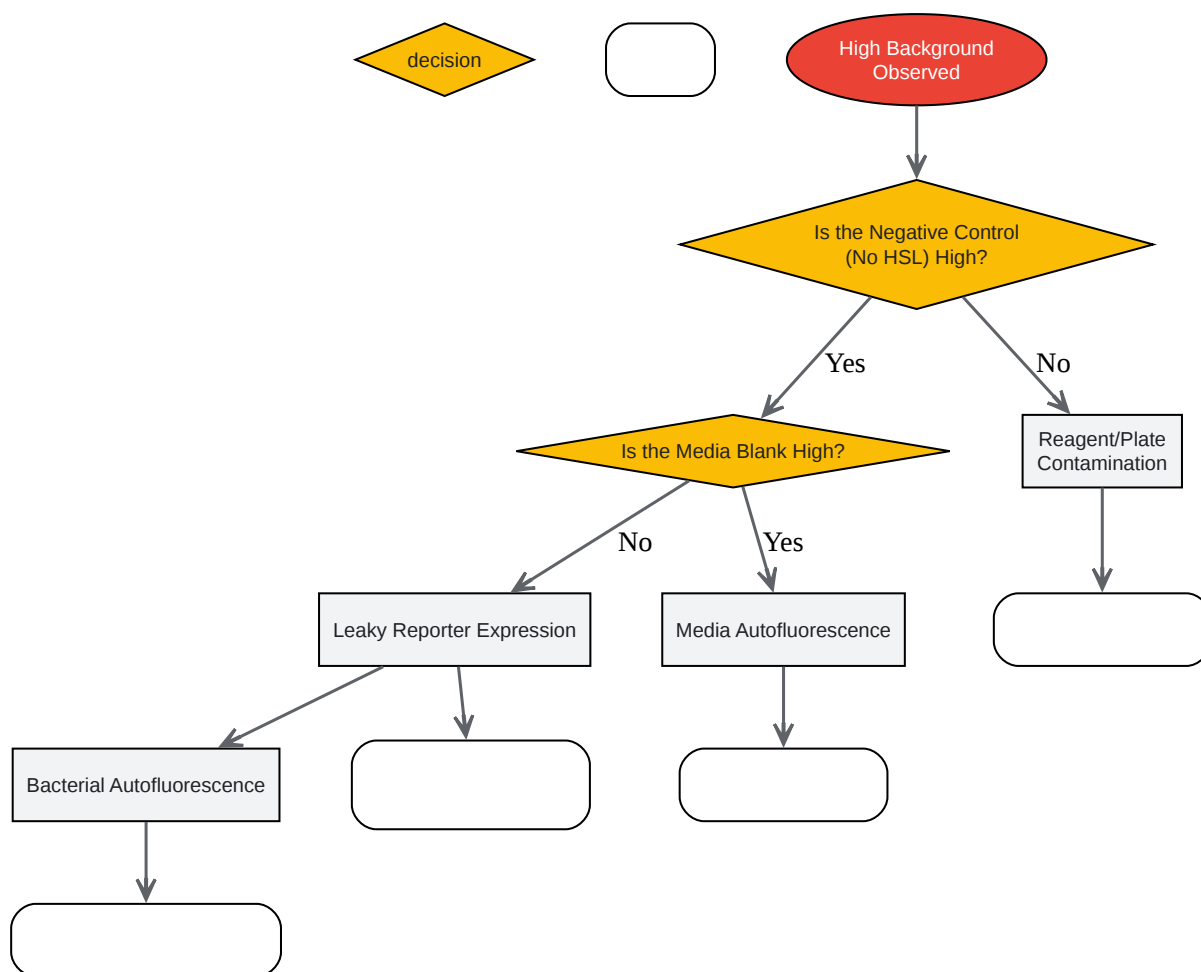 decision
High Background
Observed
Is the Negative Control
(No HSL) High?
Yes
No
Is the Media Blank High?
Reagent/Plate
Contamination
No
Yes
Leaky Reporter Expression
Media Autofluorescence
Bacterial Autofluorescence